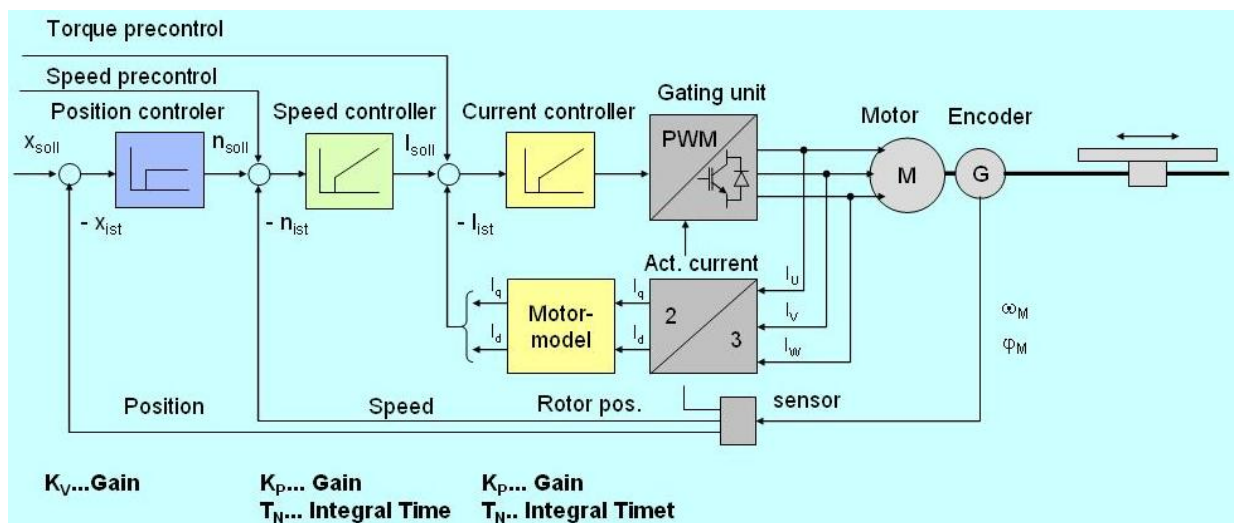 Torque precontrol
Speed precontrol
Position controler
Speed controller
Current controller
Gating unit
Motor
Encoder
xsoll
nsoll
Isoll
PWM
M
G
- xist
- nist
- Iist
Act. current
Iq
Id
Motor-
model
Iq
Id
2
3
IU
IV
IW
ωM
φM
Position
Speed
Rotor pos.
sensor
KV...Gain
KP... Gain
TN... Integral Time
KP... Gain
TN.. Integral Timet